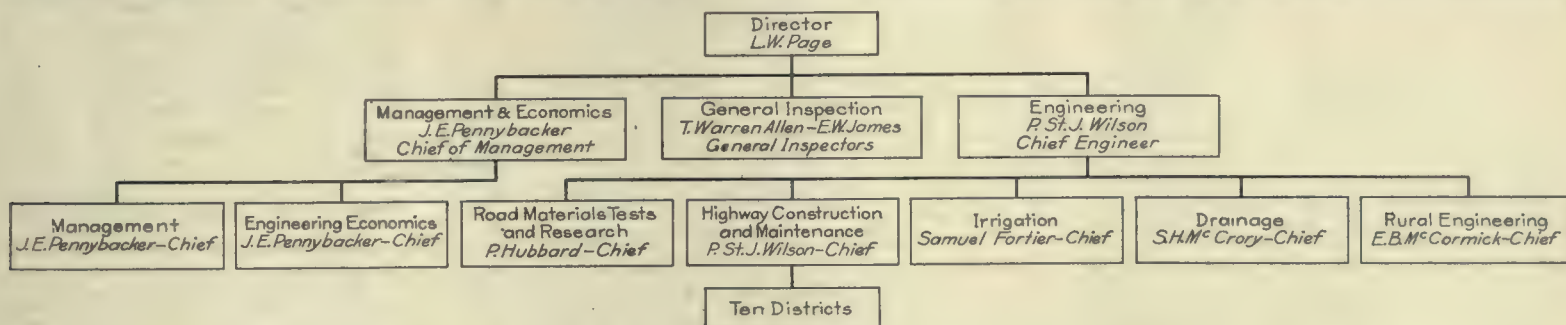 Director
L.W. Page
Management & Economics
J.E. Pennybacker
Chief of Management
General Inspection
T. Warren Allen-E.W. James
General Inspectors
Engineering
P. St. J. Wilson
Chief Engineer
Management
J.E. Pennybacker-Chief
Engineering Economics
J.E. Pennybacker-Chief
Road Materials Tests
and Research
P. Hubbard-Chief
Highway Construction
and Maintenance
P. St. J. Wilson-Chief
Irrigation
Samuel Fortier-Chief
Drainage
S.H. McCrory-Chief
Rural Engineering
E.B. McCormick-Chief
Ten Districts